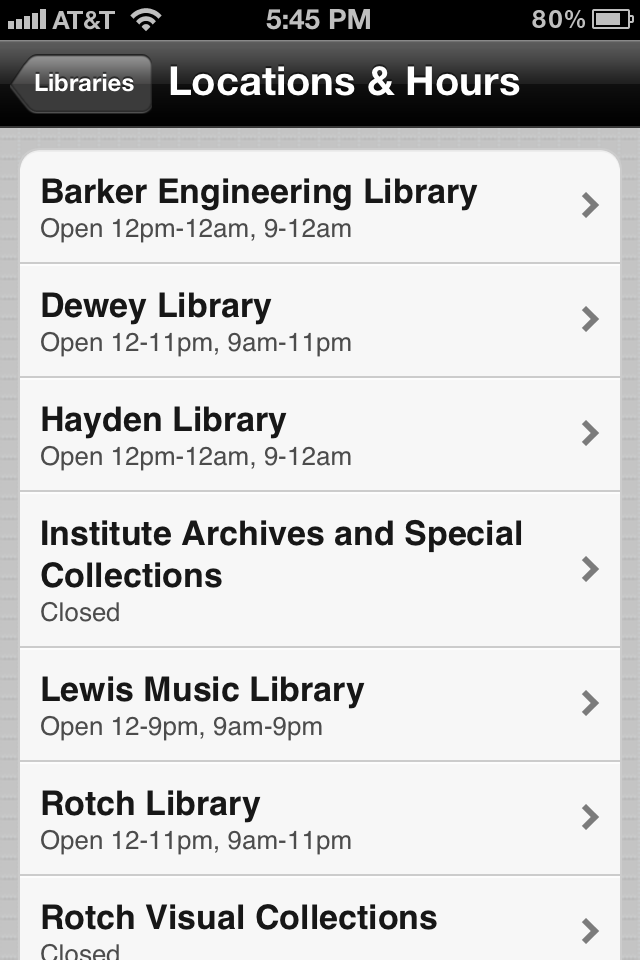 AT&T 5:45 PM 80%
Libraries Locations & Hours
Barker Engineering Library
Open 12pm-12am, 9-12am
Dewey Library
Open 12-11pm, 9am-11pm
Hayden Library
Open 12pm-12am, 9-12am
Institute Archives and Special
Collections
Closed
Lewis Music Library
Open 12-9pm, 9am-9pm
Rotch Library
Open 12-11pm, 9am-11pm
Rotch Visual Collections
Closed